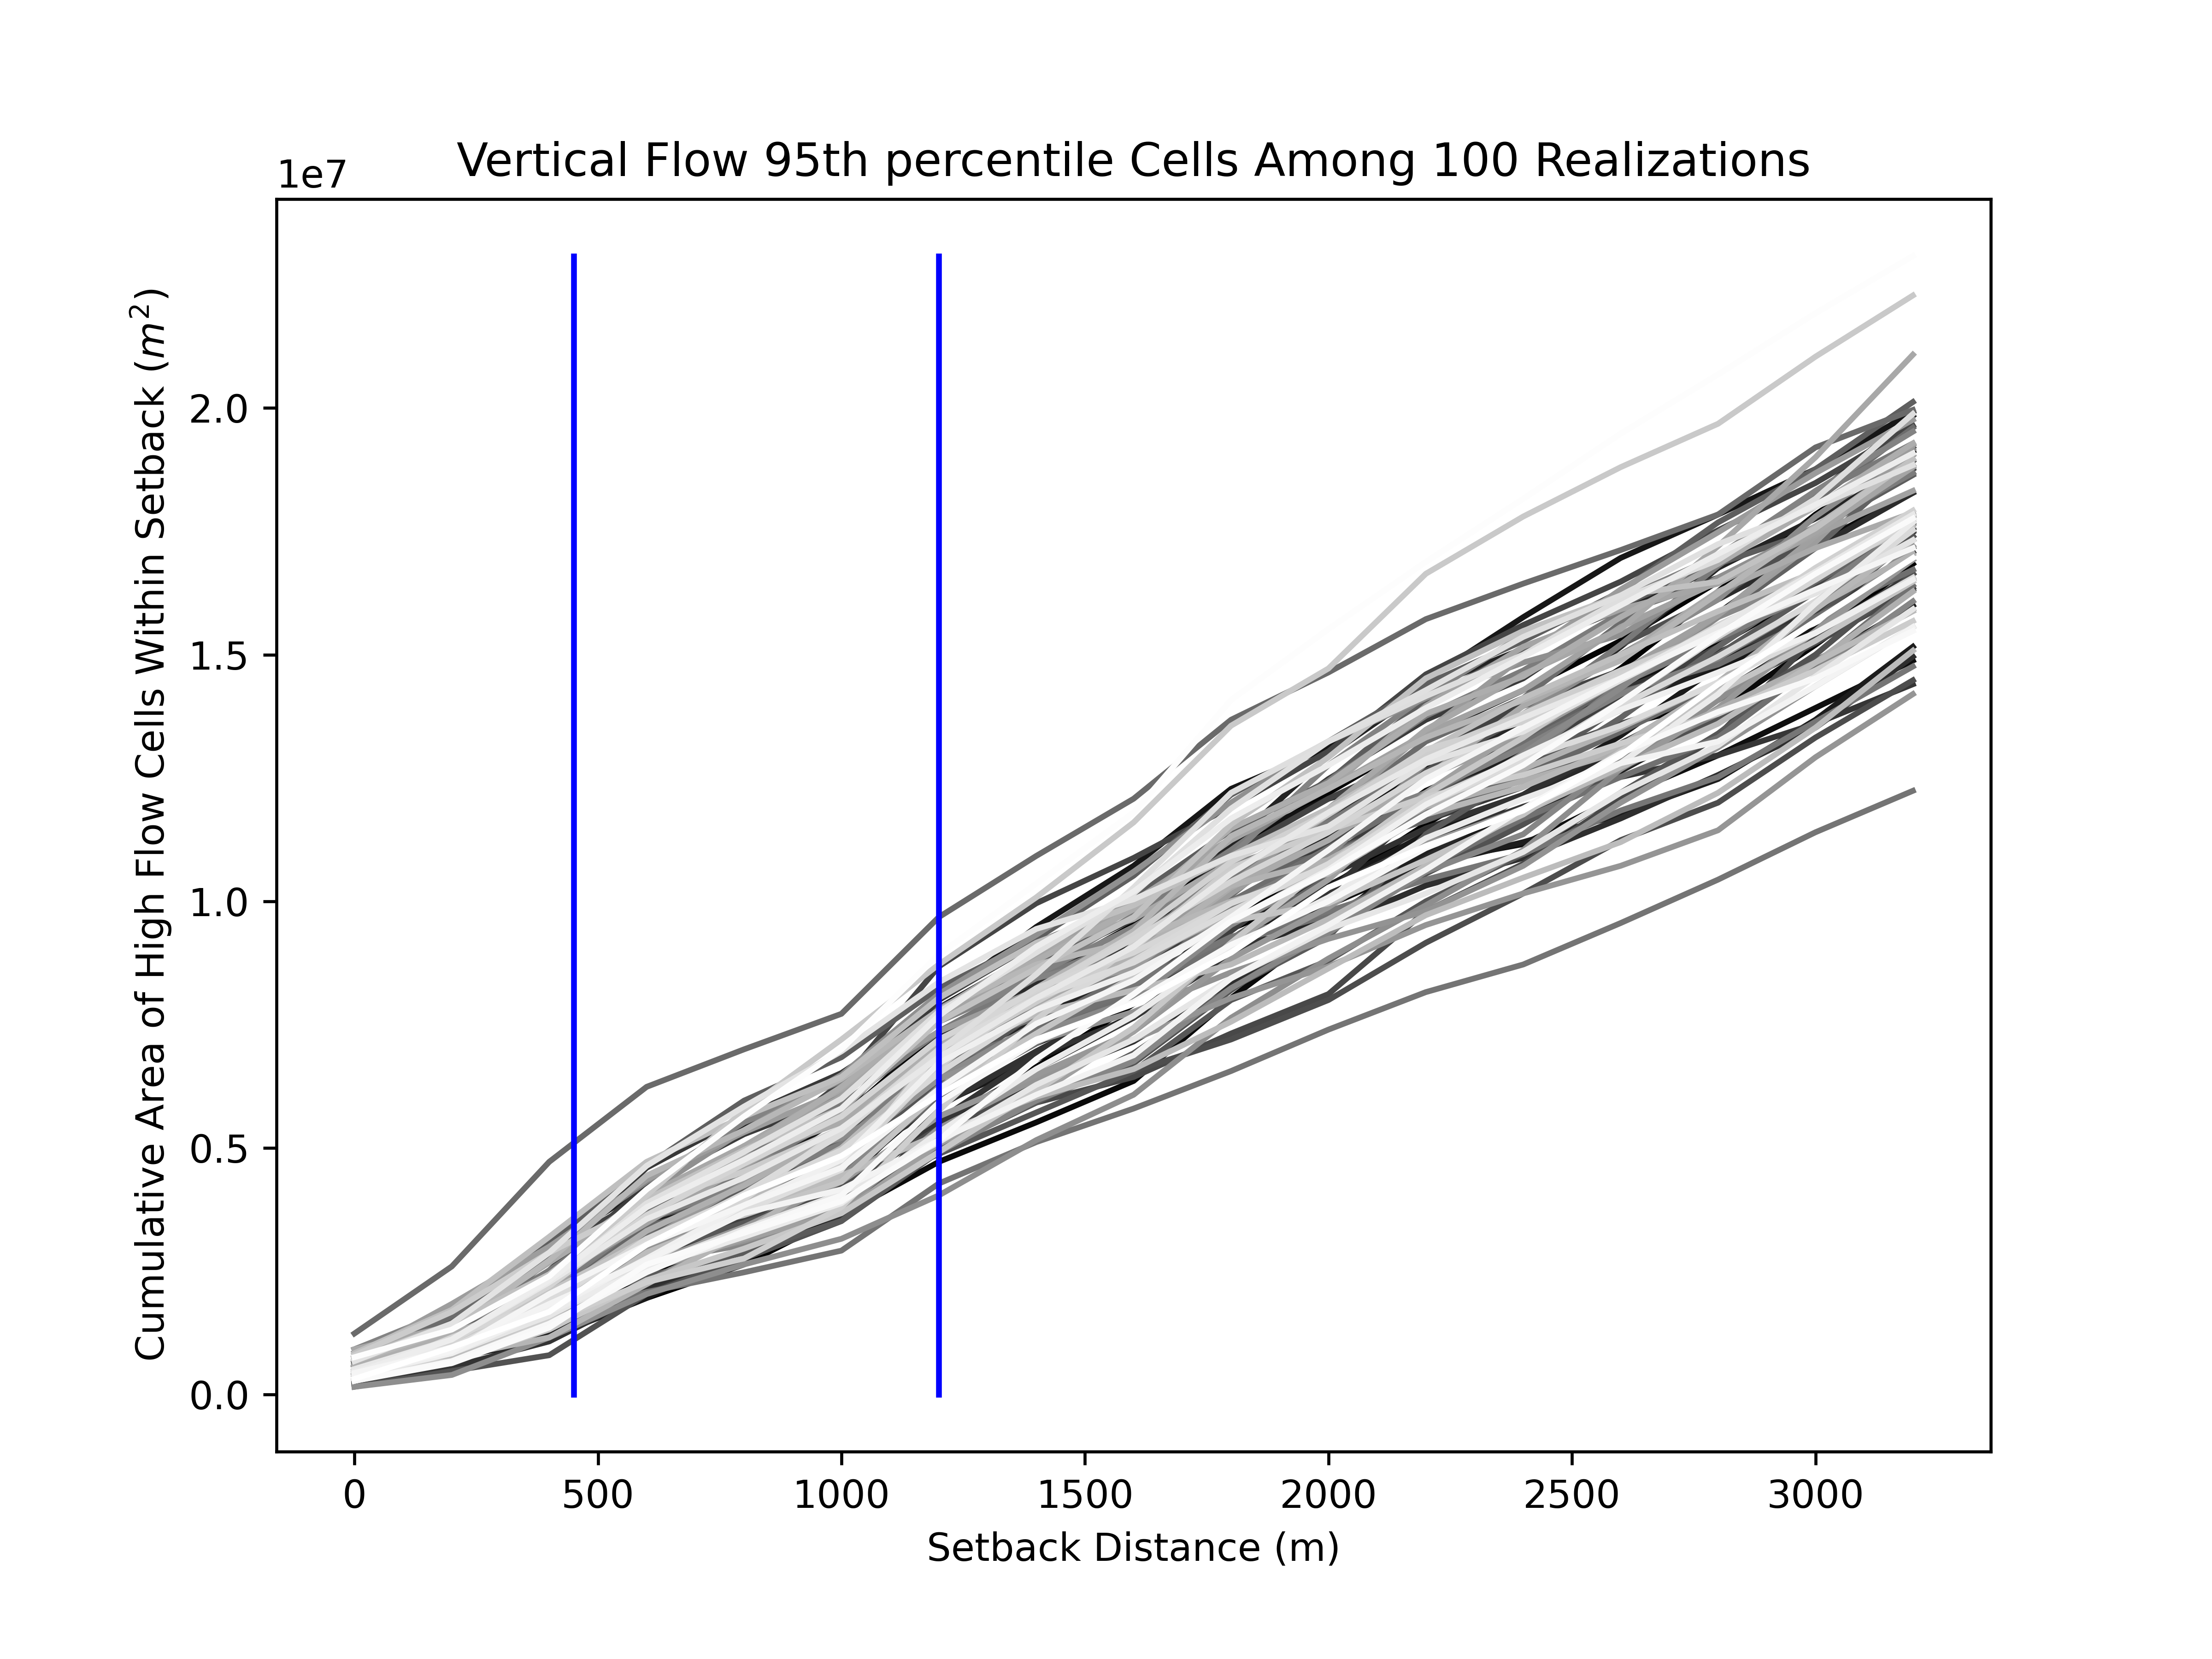 Vertical Flow 95th percentile Cells Among 100 Realizations
1e7
Cumulative Area of High Flow Cells Within Setback (m²)
2.0
1.5
1.0
0.5
0.0
0 500 1000 1500 2000 2500 3000
Setback Distance (m)